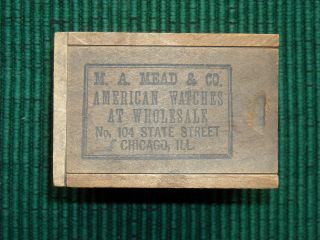 M. A. MEAD & CO.
AMERICAN WATCHES
AT WHOLESALE
No. 104 STATE STREET
CHICAGO, ILL.